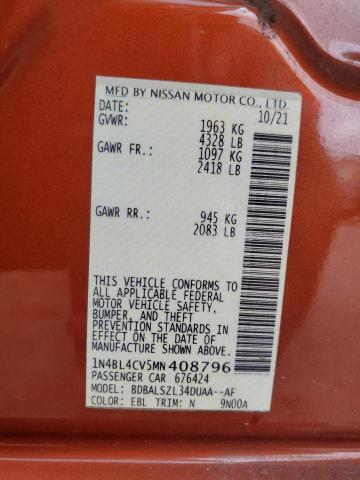 MFD BY NISSAN MOTOR CO., LTD.
DATE: 10/21
GVWR: 1963 KG
4328 LB
GAWR FR.: 1097 KG
2418 LB
GAWR RR.: 945 KG
2083 LB
THIS VEHICLE CONFORMS TO
ALL APPLICABLE FEDERAL
MOTOR VEHICLE SAFETY,
BUMPER, AND THEFT
PREVENTION STANDARDS IN
EFFECT ON THE DATE OF
MANUFACTURE SHOWN ABOVE.
1N4BL4CV5MN408796
PASSENGER CAR 676424
MODEL: BDBALSZL34DUAA--AF
COLOR: EBL TRIM: N 9N00A